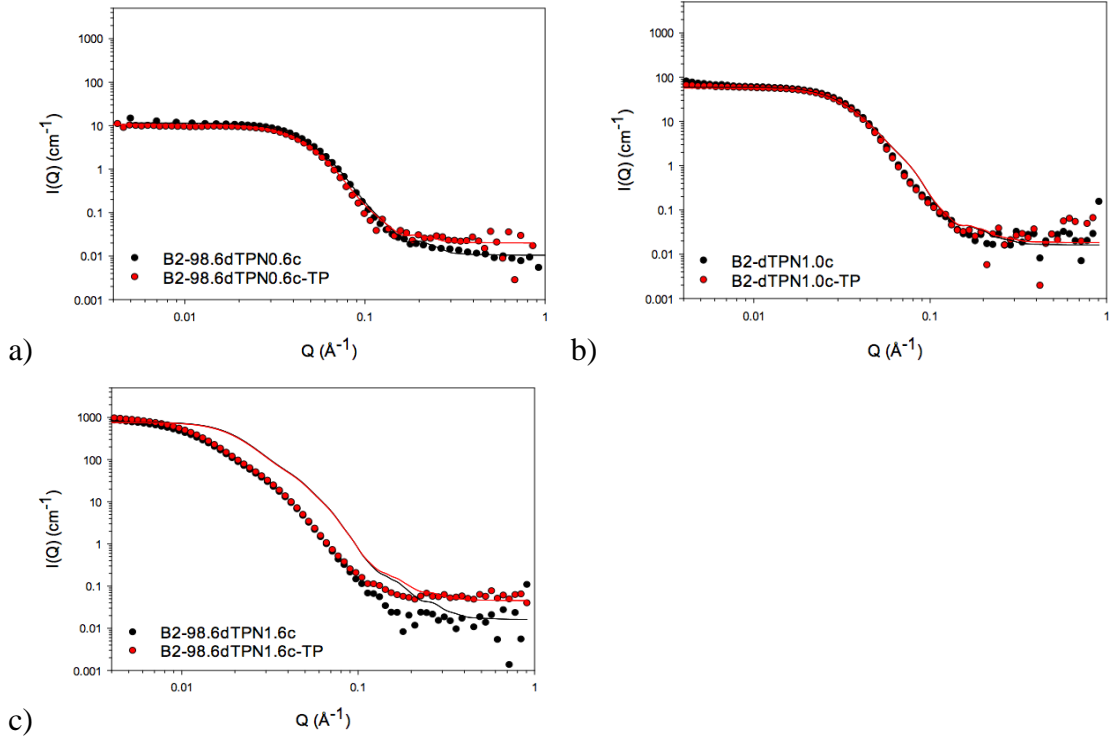 1000
100
10
1
0.1
0.01
0.001
I(Q) (cm⁻¹)
B2-98.6dTPN0.6c
B2-98.6dTPN0.6c-TP
0.01 0.1 1
Q (Å⁻¹)
a)
1000
100
10
1
0.1
0.01
0.001
I(Q) (cm⁻¹)
B2-dTPN1.0c
B2-dTPN1.0c-TP
0.01 0.1 1
Q (Å⁻¹)
b)
1000
100
10
1
0.1
0.01
0.001
I(Q) (cm⁻¹)
B2-98.6dTPN1.6c
B2-98.6dTPN1.6c-TP
0.01 0.1 1
Q (Å⁻¹)
c)